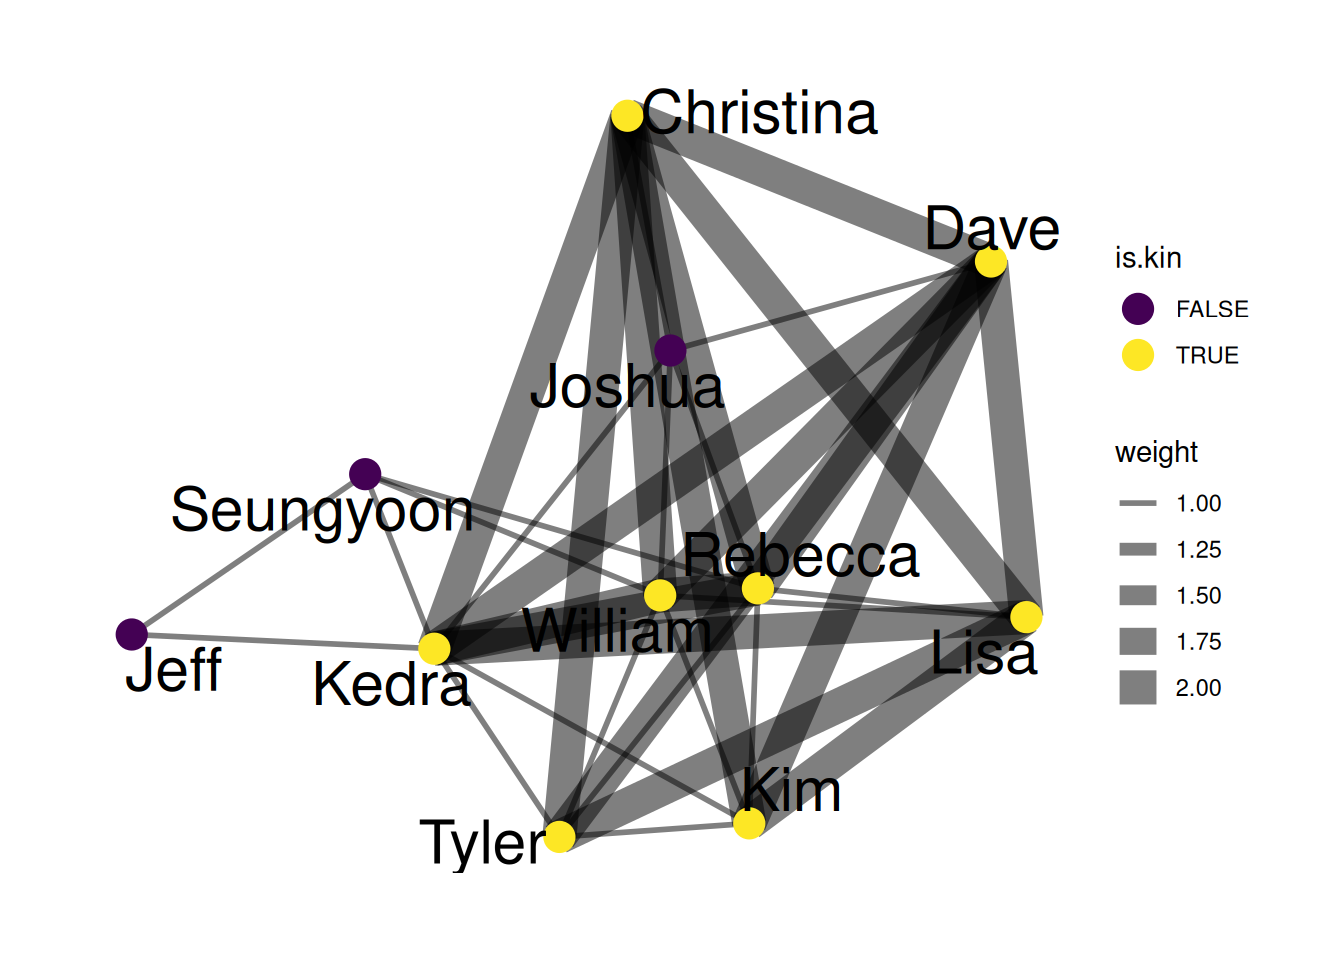 Christina
Dave
Joshua
Seungyoon
Rebecca
William
Lisa
Jeff
Kedra
Kim
Tyler
is.kin
FALSE
TRUE
weight
1.00
1.25
1.50
1.75
2.00